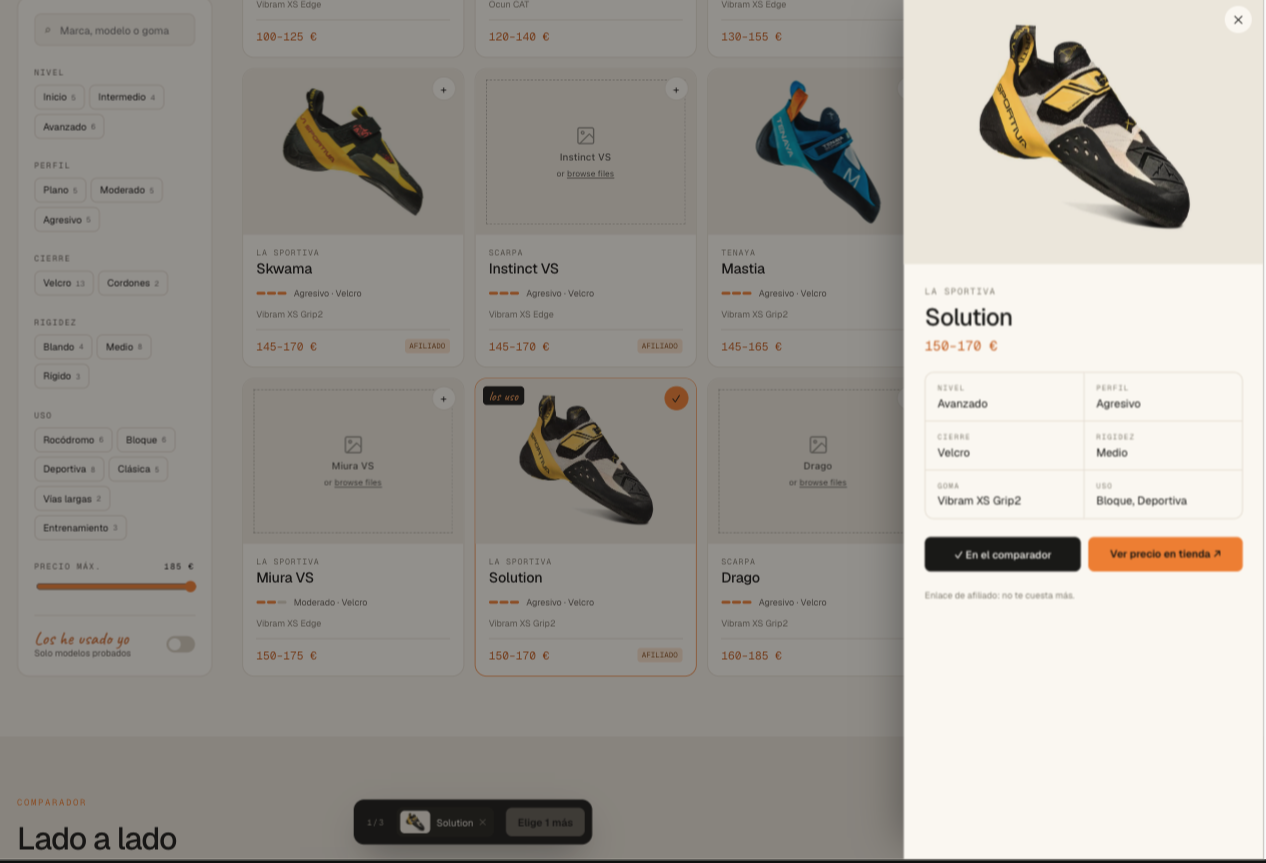 Marca, modelo o goma
NIVEL
Inicio 5
Intermedio 4
Avanzado 6
PERFIL
Plano 5
Moderado 5
Agresivo 5
CIERRE
Velcro 13
Cordones 2
RIGIDEZ
Blando 4
Medio 8
Rígido 3
USO
Rocódromo 6
Bloque 6
Deportiva 8
Clásica 5
Vías largas 2
Entrenamiento 3
PRECIO MÁX. 185 €
Los he usado yo
Solo modelos probados
Vibram XS Edge
100–125 €
Ocun CAT
120–140 €
Vibram XS Edge
130–155 €
+
LA SPORTIVA
Skwama
Agresivo · Velcro
Vibram XS Grip2
145–170 €
AFILIADO
+
Instinct VS
or browse files
SCARPA
Instinct VS
Agresivo · Velcro
Vibram XS Edge
145–170 €
AFILIADO
TENAYA
M
TENAYA
Mastia
Agresivo · Velcro
Vibram XS Grip2
145–165 €
+
Miura VS
or browse files
LA SPORTIVA
Miura VS
Moderado · Velcro
Vibram XS Edge
150–175 €
los uso
✓
LA SPORTIVA
Solution
Agresivo · Velcro
Vibram XS Grip2
150–170 €
AFILIADO
Drago
or browse files
SCARPA
Drago
Agresivo · Velcro
Vibram XS Grip2
160–185 €
COMPARADOR
Lado a lado
1/3
Solution ×
Elige 1 más
×
SPORTIVA
LA SPORTIVA
Solution
150–170 €
NIVEL
Avanzado
PERFIL
Agresivo
CIERRE
Velcro
RIGIDEZ
Medio
GOMA
Vibram XS Grip2
USO
Bloque, Deportiva
✓ En el comparador
Ver precio en tienda ↗
Enlace de afiliado: no te cuesta más.